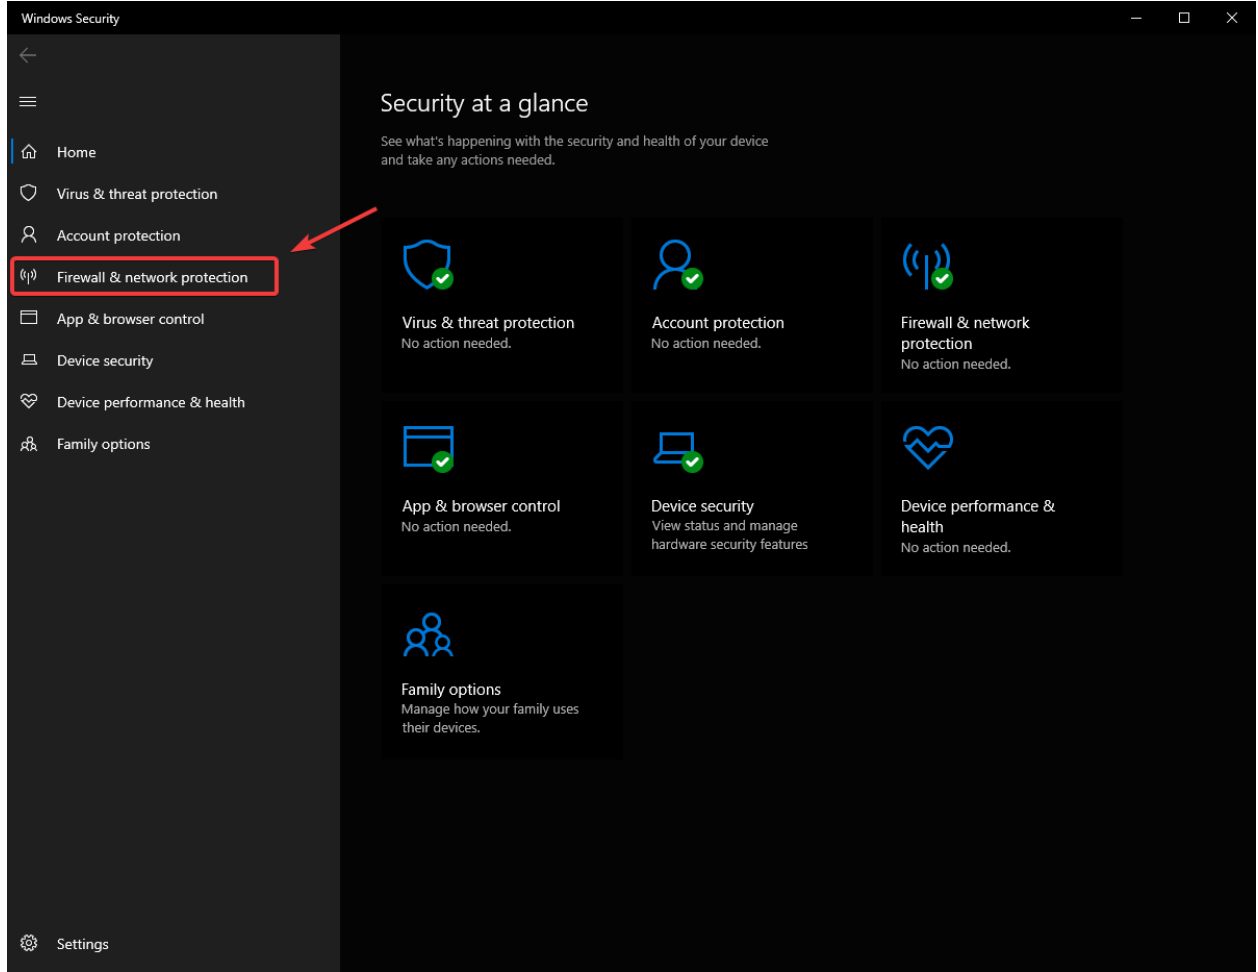 Windows Security
Home
Virus & threat protection
Account protection
Firewall & network protection
App & browser control
Device security
Device performance & health
Family options
Settings
Security at a glance
See what's happening with the security and health of your device
and take any actions needed.
Virus & threat protection
No action needed.
Account protection
No action needed.
Firewall & network
protection
No action needed.
App & browser control
No action needed.
Device security
View status and manage
hardware security features
Device performance &
health
No action needed.
Family options
Manage how your family uses
their devices.